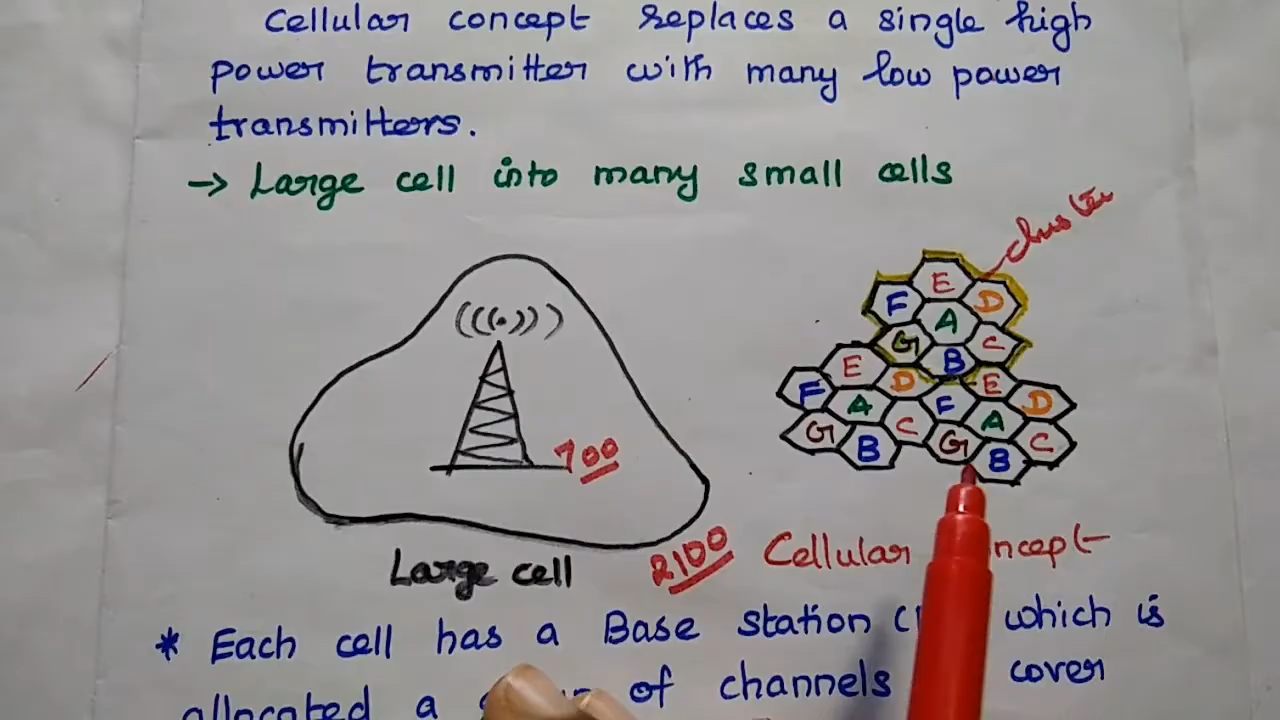 Cellular concept replaces a single high
power transmitter with many low power
transmitters.
→ Large cell into many small cells
cluster
E
F D
A
G C
B
E E
F D F D
A A
G C G C
B B
700
2100
Large cell
Cellular
* Each cell has a Base station which is
allocated a of channels cover